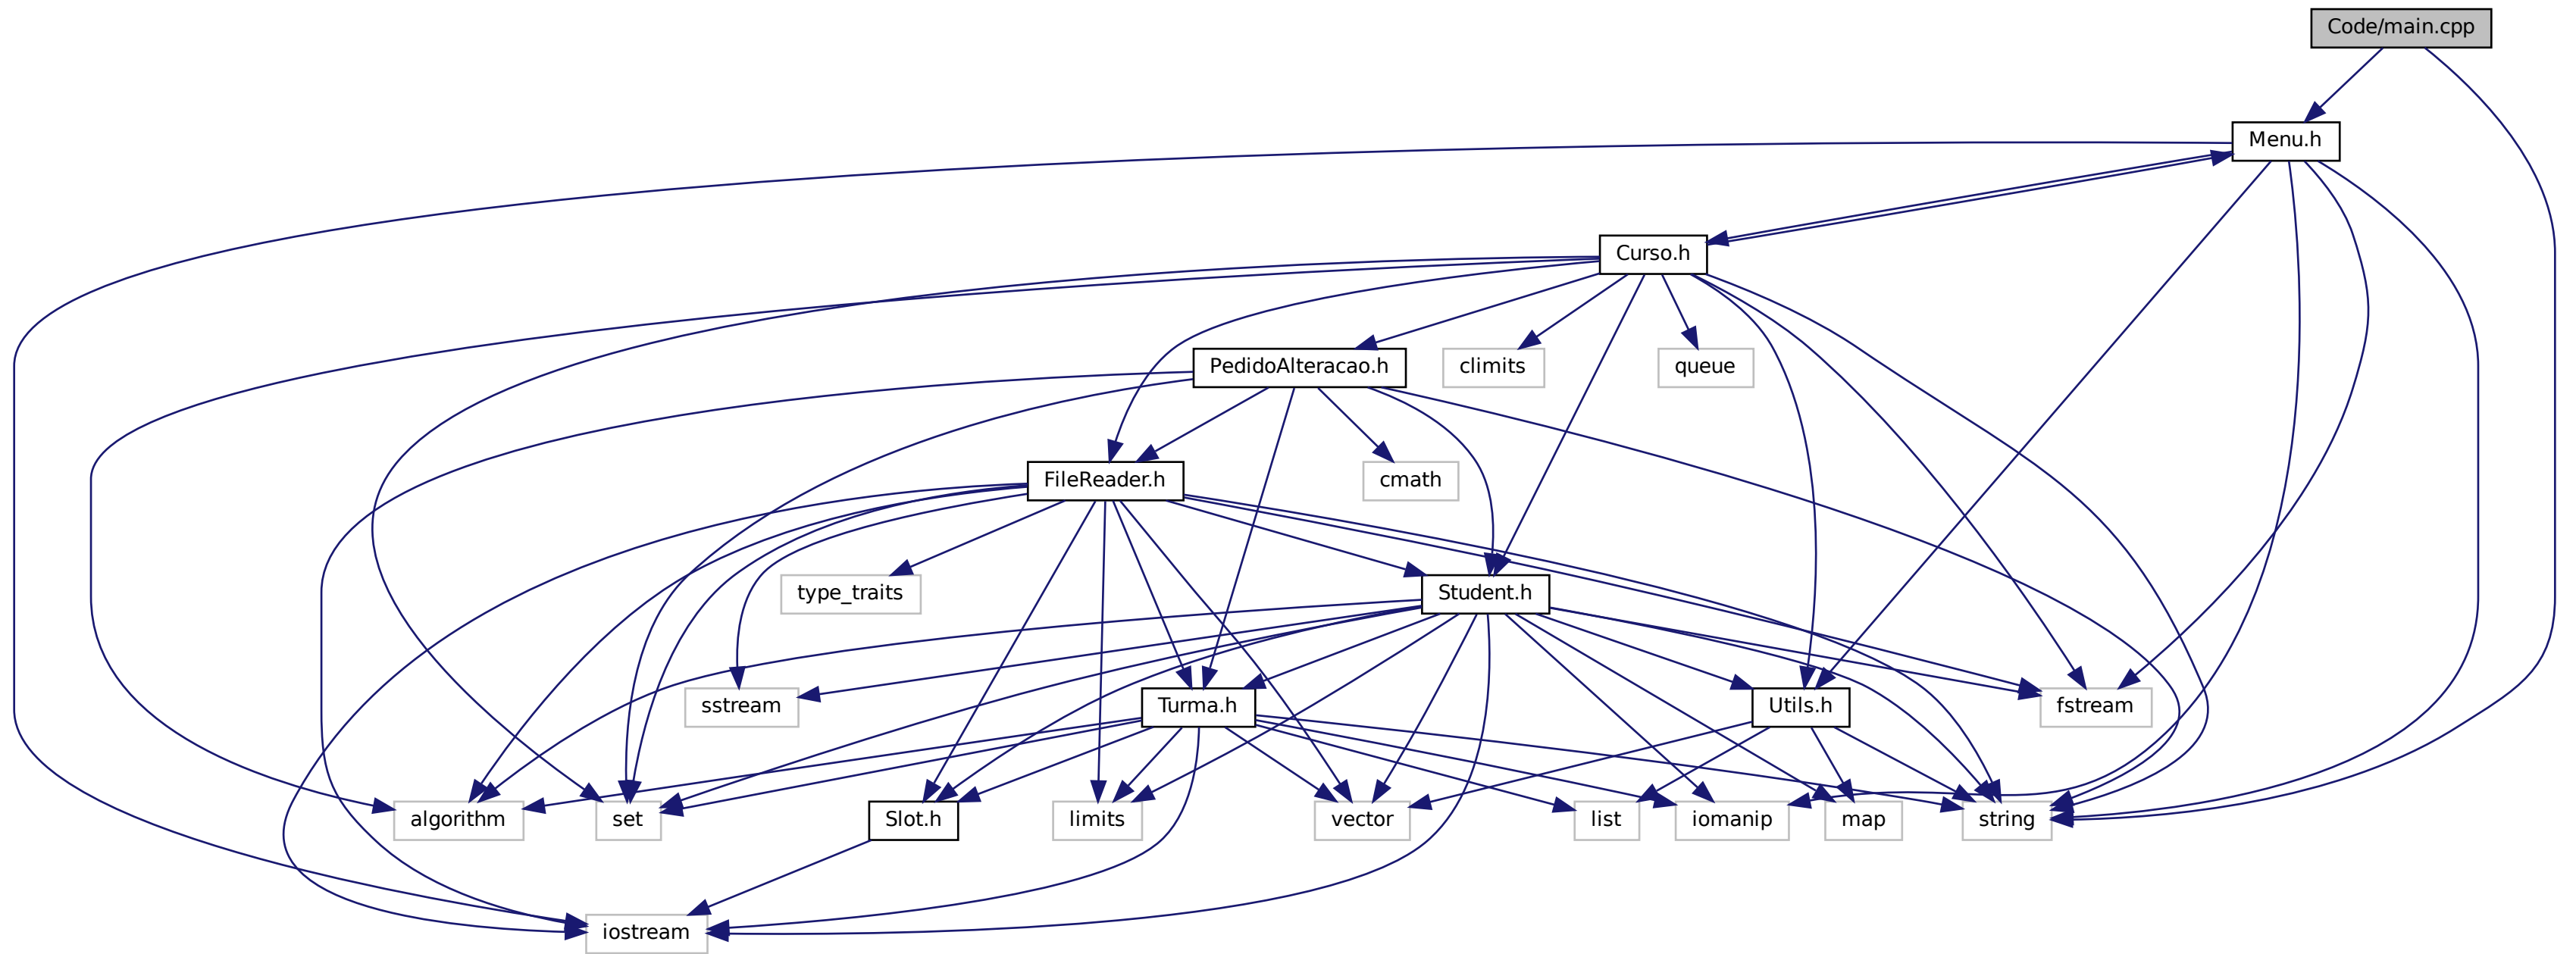 Code/main.cpp
Menu.h
Curso.h
PedidoAlteracao.h
climits
queue
FileReader.h
cmath
type_traits
Student.h
sstream
Turma.h
Utils.h
fstream
algorithm
set
Slot.h
limits
vector
list
iomanip
map
string
iostream